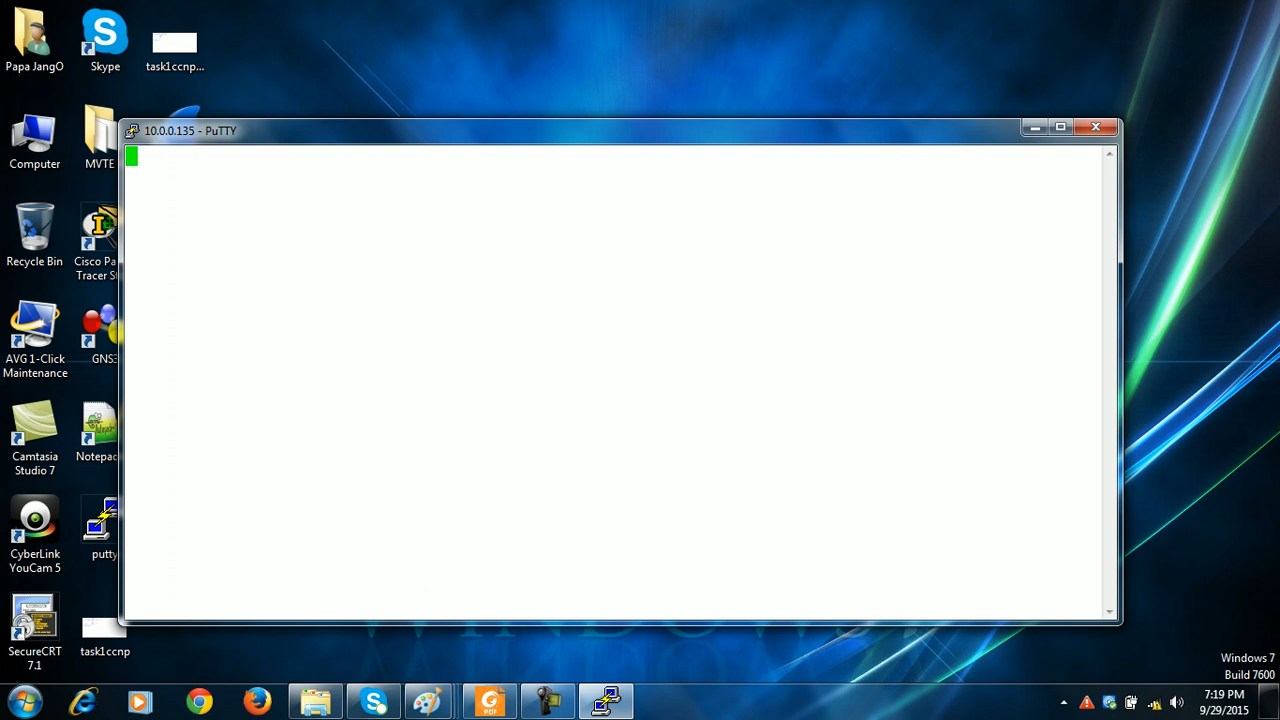 Papa JangO
Skype
task1ccnp...
10.0.0.135 - PuTTY
Computer
MVTE
Recycle Bin
Cisco Pa
Tracer
AVG 1-Click
Maintenance
GNS3
Camtasia
Studio 7
Notepa
CyberLink
YouCam 5
putty
SecureCRT
7.1
task1ccnp
PDF
Windows 7
Build 7600
7:19 PM
9/29/2015